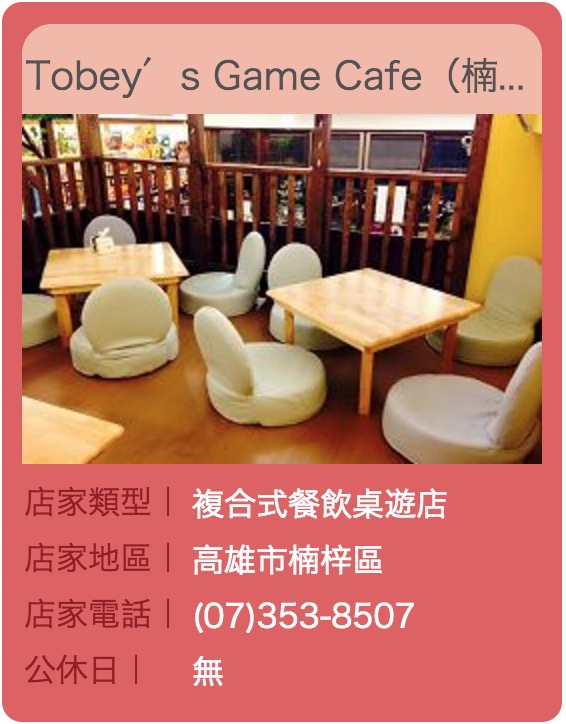 Tobey′s Game Cafe（楠...
店家類型｜ 複合式餐飲桌遊店
店家地區｜ 高雄市楠梓區
店家電話｜ (07)353-8507
公休日｜ 無